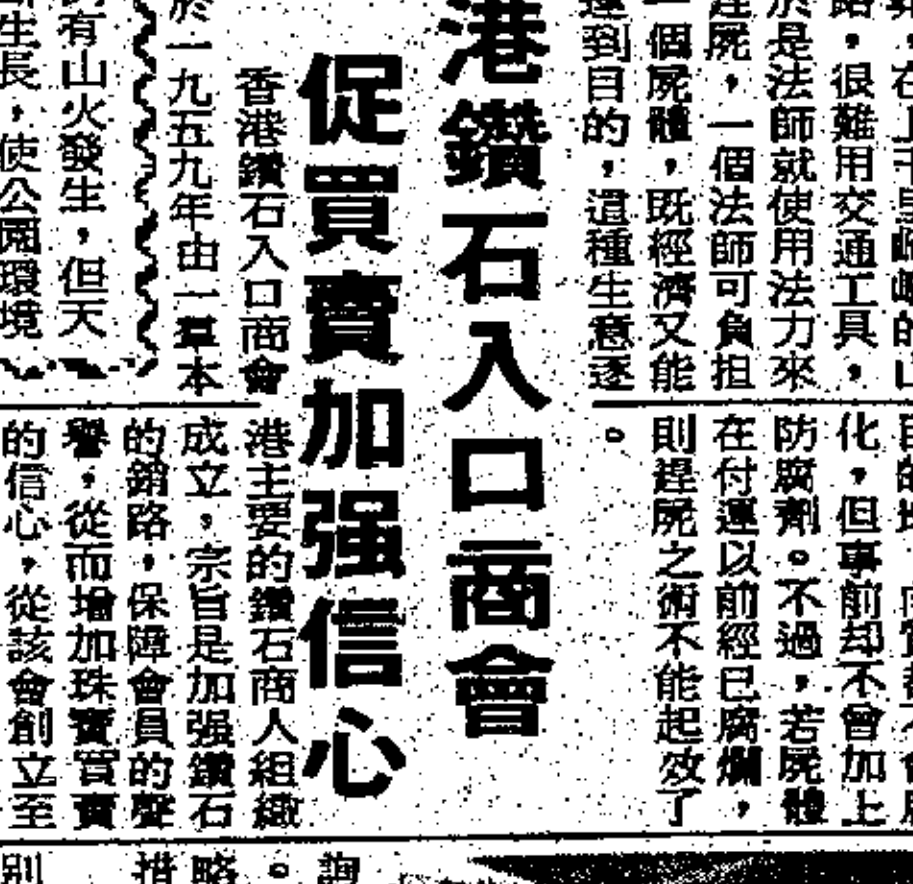 路，很難用交通工具，
於是法師就使用法力來
趕屍，一個法師可負担
一個屍體，既經濟又能
達到目的，這種生意逐
化，但事前却不會加上
防腐劑。不過，若屍體
在付運以前經已腐爛，
則趕屍之術不能起效了
。
港鑽石入口商會
促買賣加强信心
香港鑽石入口商會
於一九五九年由一羣本
港主要的鑽石商人組織
成立，宗旨是加强鑽石
的銷路，保障會員的聲
譽，從而增加珠寶買賣
的信心，從該會創立至
有山火發生，但天
生長，使公園環境
詢
。
略
措
別